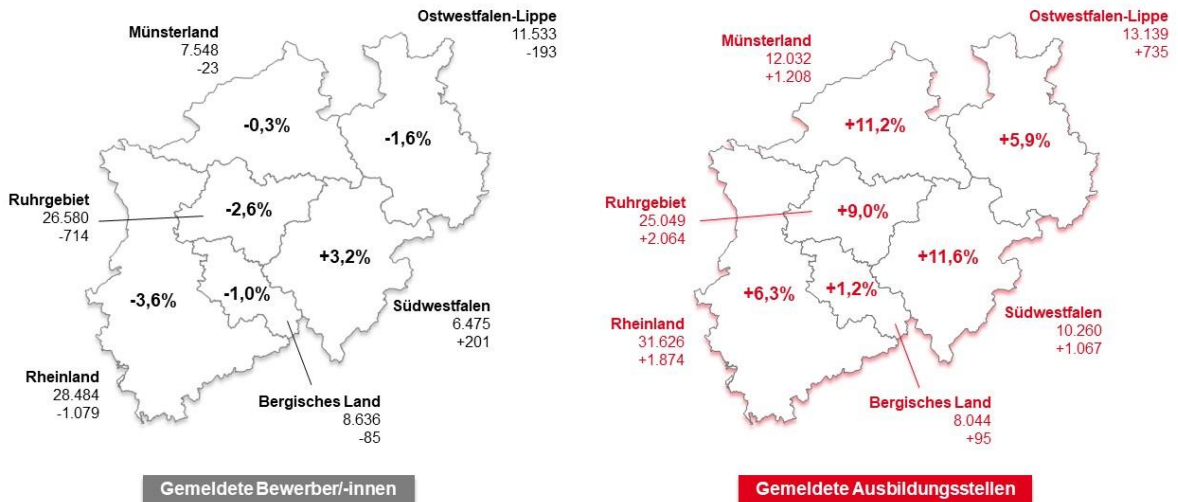 Münsterland
7.548
-23
Ostwestfalen-Lippe
11.533
-193
-0,3%
-1,6%
Ruhrgebiet
26.580
-714
-2,6%
+3,2%
-3,6%
-1,0%
Südwestfalen
6.475
+201
Rheinland
28.484
-1.079
Bergisches Land
8.636
-85
Gemeldete Bewerber/-innen
Ostwestfalen-Lippe
13.139
+735
Münsterland
12.032
+1.208
+11,2%
+5,9%
Ruhrgebiet
25.049
+2.064
+9,0%
+11,6%
+6,3%
+1,2%
Südwestfalen
10.260
+1.067
Rheinland
31.626
+1.874
Bergisches Land
8.044
+95
Gemeldete Ausbildungsstellen